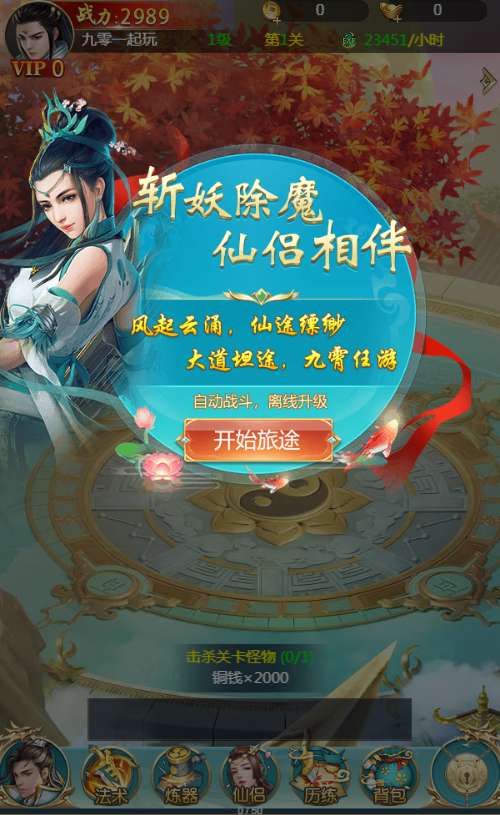 战力:2989
0
0
九零一起玩
1级
第1关
23451/小时
VIP 0
斩妖除魔
仙侣相伴
风起云涌，仙途缥缈
大道坦途，九霄任游
自动战斗，离线升级
开始旅途
击杀关卡怪物 (0/3)
铜钱×2000
法术
炼器
仙侣
历练
背包